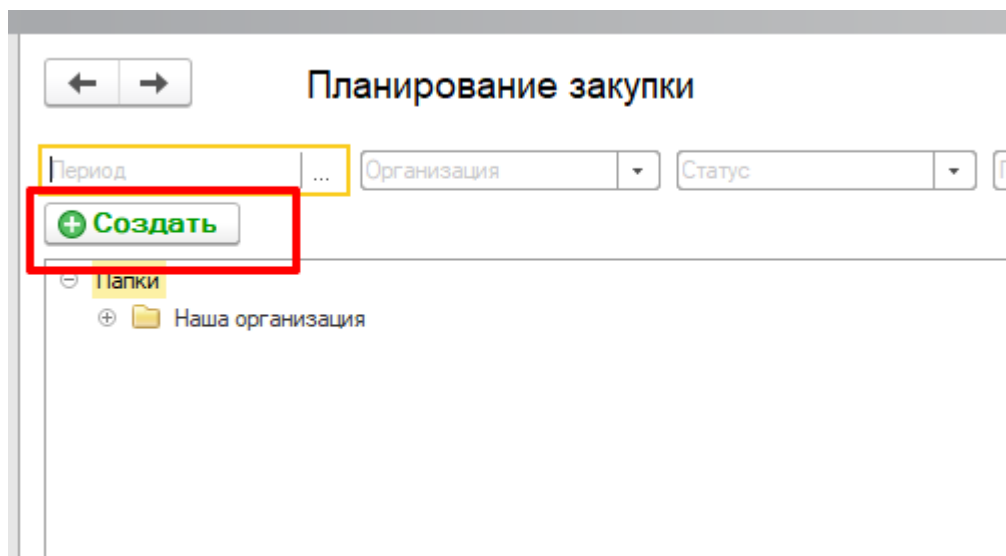 Планирование закупки
Период ... Организация Статус
Создать
Папки
Наша организация